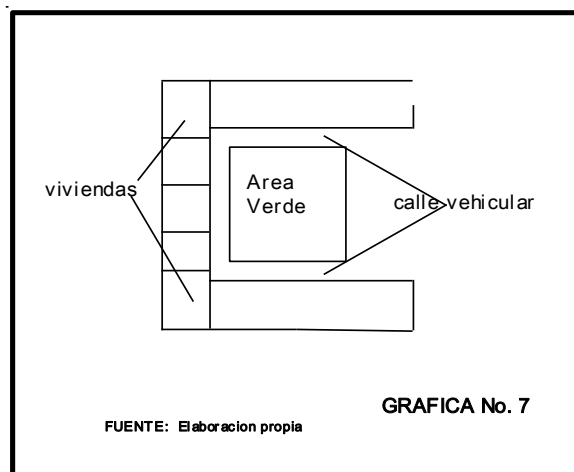 viviendas
Area
Verde
calle vehicular
GRAFICA No. 7
FUENTE: Elaboracion propia